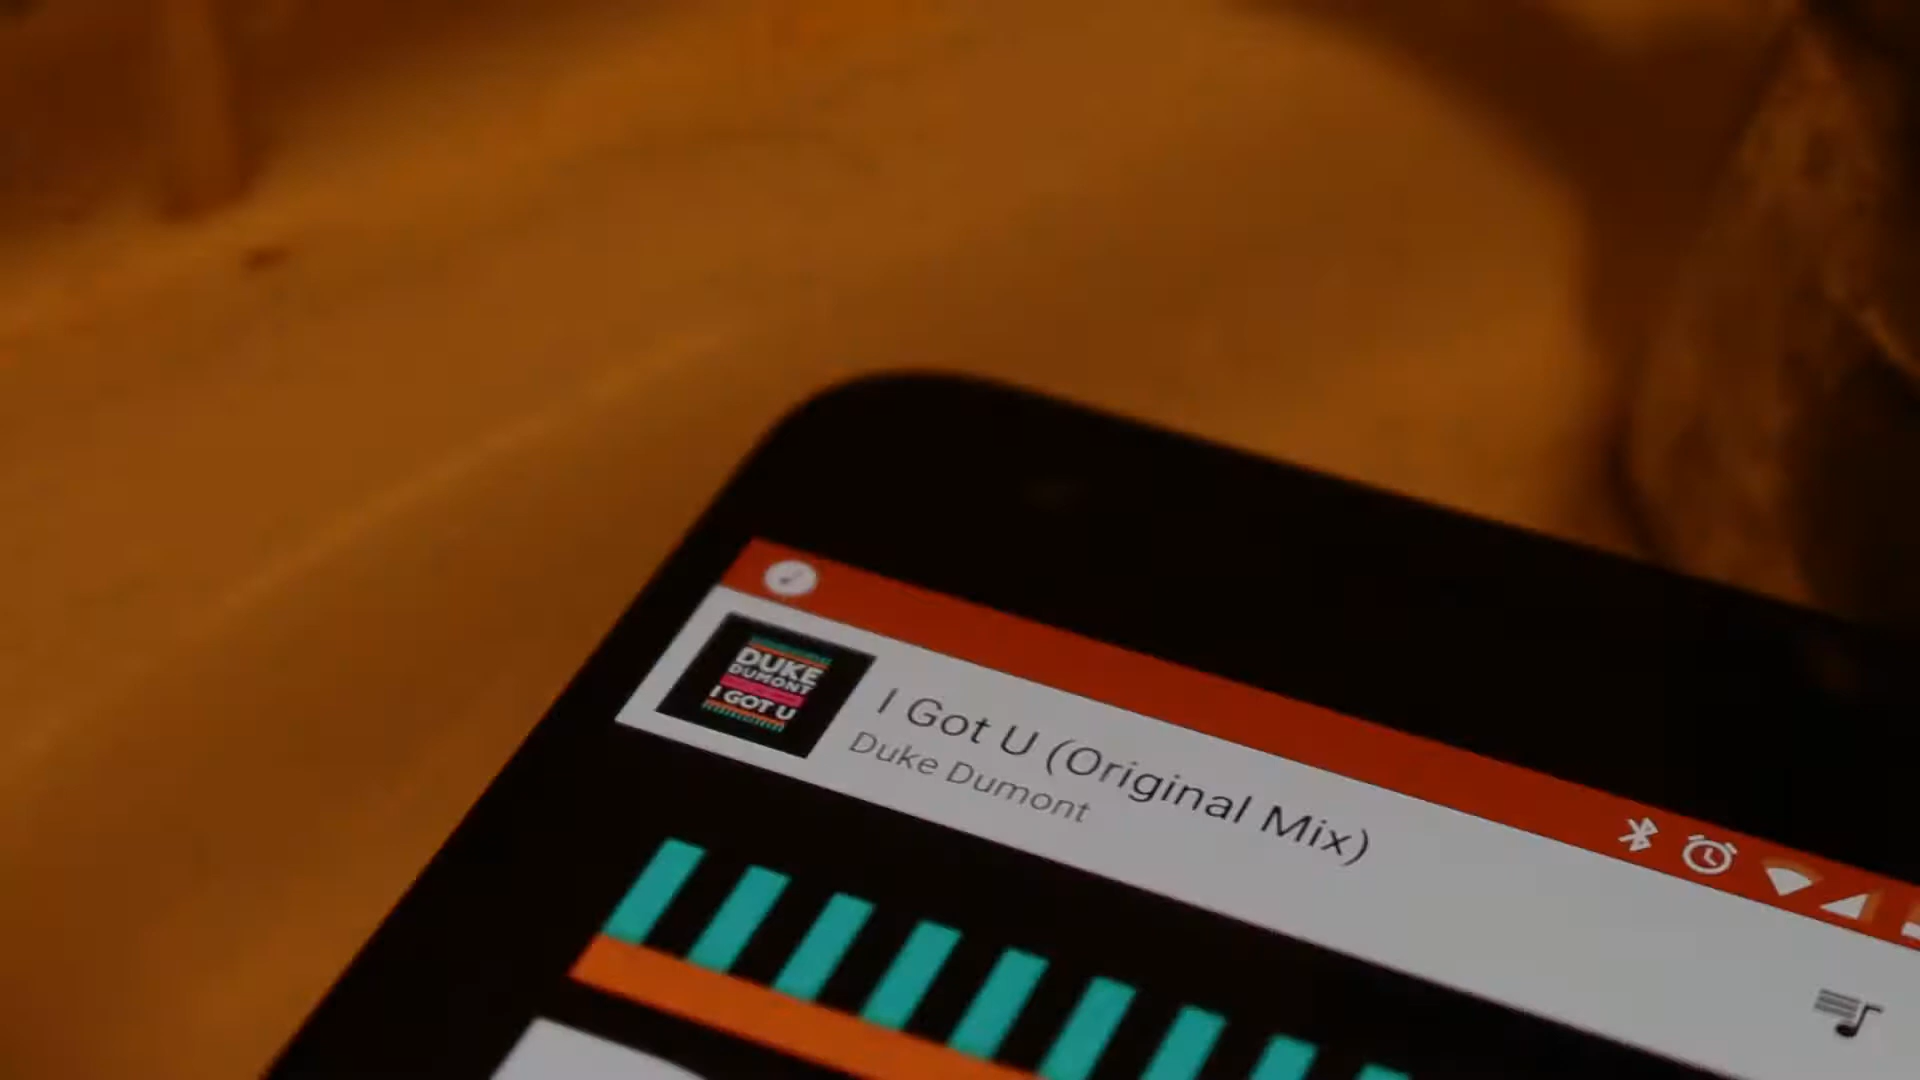 DUKE
DUMONT
I GOT U
I Got U (Original Mix)
Duke Dumont